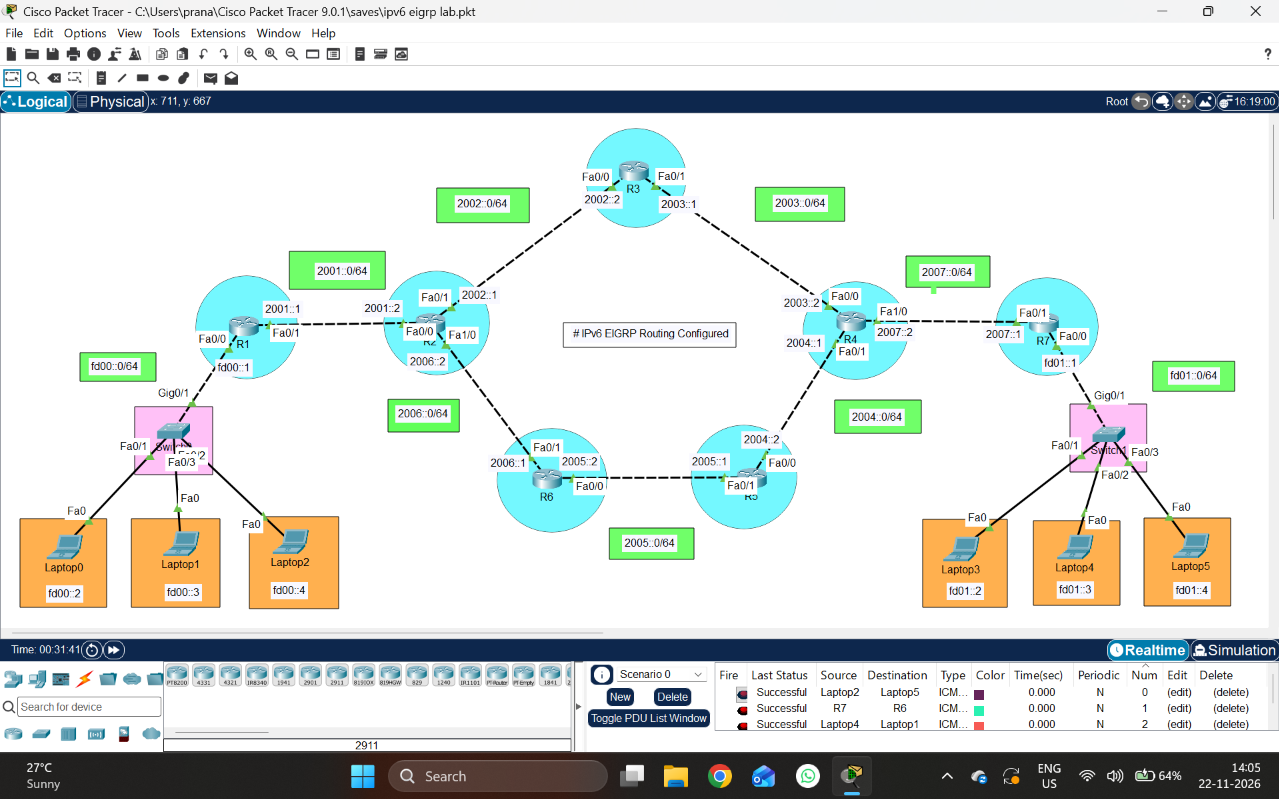 Cisco Packet Tracer - C:\Users\prana\Cisco Packet Tracer 9.0.1\saves\ipv6 eigrp lab.pkt
File Edit Options View Tools Extensions Window Help
?
Logical Physical x: 711, y: 667
Root 16:19:00
Fa0/0 Fa0/1
R3
2002::2 2003::1
2002::0/64
2003::0/64
2001::0/64
2007::0/64
2001::1 2001::2 Fa0/1 2002::1
Fa0/0 R1 Fa0/1
fd00::1
Fa0/0 R2 Fa1/0
2006::2
# IPv6 EIGRP Routing Configured
2003::2 Fa0/0
Fa1/0
2004::1 R4 2007::2
Fa0/1
Fa0/1
2007::1 R7 Fa0/0
fd01::1
fd00::0/64
fd01::0/64
Gig0/1
Gig0/1
2006::0/64
2004::0/64
Fa0/1 Switch Fa0/2
Fa0/3
Fa0/1 Switch1 Fa0/3
Fa0/2
Fa0/1
2006::1 2005::2
Fa0/0
R6
2004::2
2005::1 Fa0/0
Fa0/1
R5
2005::0/64
Fa0 Fa0 Fa0
Laptop0 Laptop1 Laptop2
fd00::2 fd00::3 fd00::4
Fa0 Fa0 Fa0
Laptop3 Laptop4 Laptop5
fd01::2 fd01::3 fd01::4
Time: 00:31:41
Realtime Simulation
PT8200 4331 4321 IR8340 1941 2901 2911 819IOX 819HGW 829 1240 IR1101 PT-Router PT-Empty 1841 2
Search for device
2911
Scenario 0
New Delete
Toggle PDU List Window
Fire Last Status Source Destination Type Color Time(sec) Periodic Num Edit Delete
Successful Laptop2 Laptop5 ICM... 0.000 N 0 (edit) (delete)
Successful R7 R6 ICM... 0.000 N 1 (edit) (delete)
Successful Laptop4 Laptop1 ICM... 0.000 N 2 (edit) (delete)
27°C
Sunny
Search
ENG
US
64%
14:05
22-11-2026